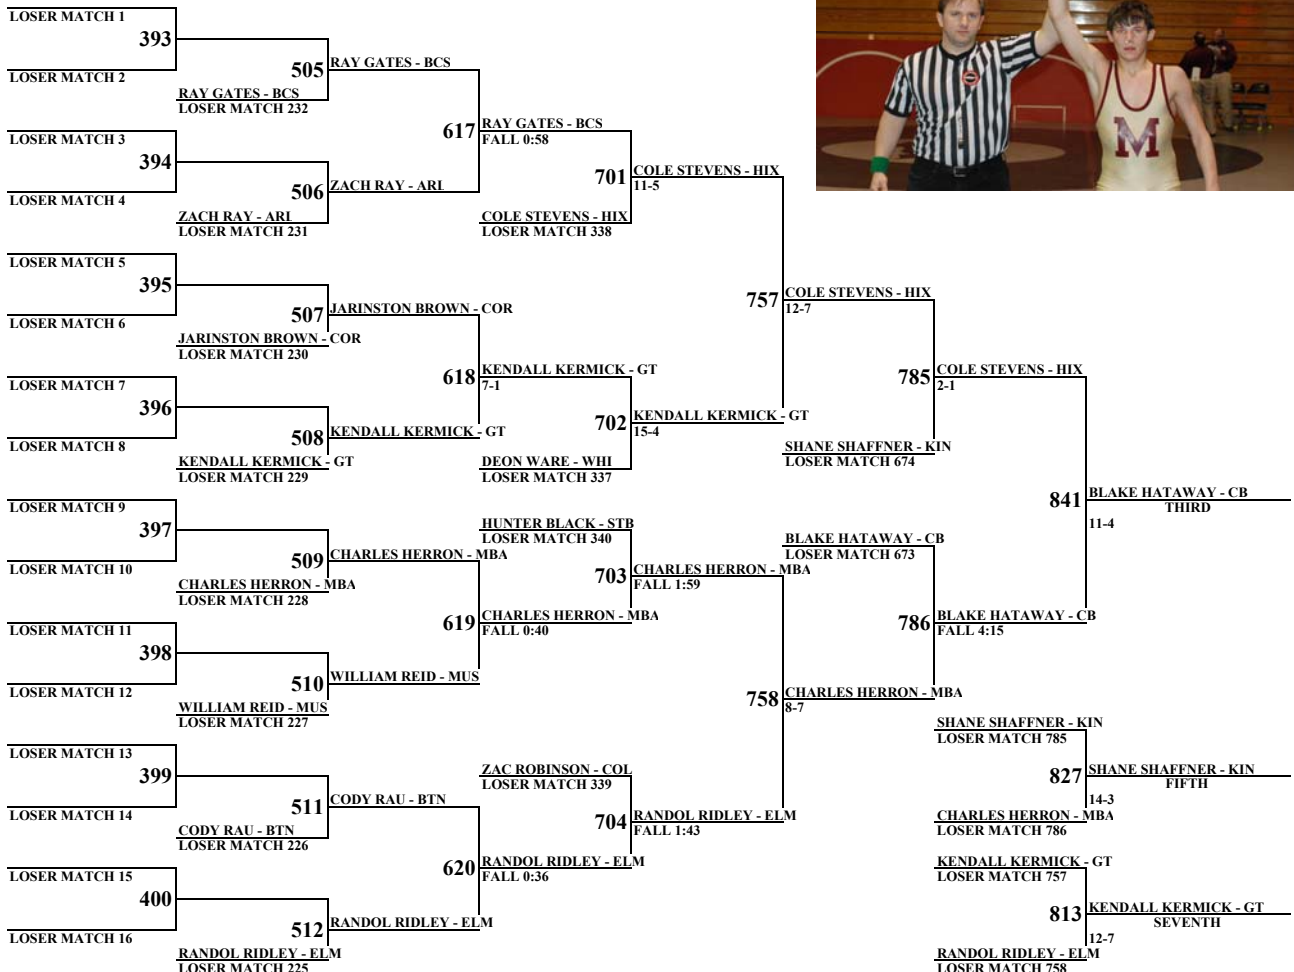 LOSER MATCH 1
393
LOSER MATCH 2
505
RAY GATES - BCS
RAY GATES - BCS
LOSER MATCH 232
617
RAY GATES - BCS
FALL 0:58
LOSER MATCH 3
394
LOSER MATCH 4
506
ZACH RAY - ARL
ZACH RAY - ARL
LOSER MATCH 231
701
COLE STEVENS - HIX
11-5
COLE STEVENS - HIX
LOSER MATCH 338
M
LOSER MATCH 5
395
LOSER MATCH 6
507
JARINSTON BROWN - COR
JARINSTON BROWN - COR
LOSER MATCH 230
757
COLE STEVENS - HIX
12-7
618
KENDALL KERMICK - GT
7-1
LOSER MATCH 7
396
LOSER MATCH 8
508
KENDALL KERMICK - GT
KENDALL KERMICK - GT
LOSER MATCH 229
702
KENDALL KERMICK - GT
15-4
DEON WARE - WHI
LOSER MATCH 337
785
COLE STEVENS - HIX
2-1
SHANE SHAFFNER - KIN
LOSER MATCH 674
841
BLAKE HATAWAY - CB
THIRD
11-4
LOSER MATCH 9
397
LOSER MATCH 10
509
CHARLES HERRON - MBA
CHARLES HERRON - MBA
LOSER MATCH 228
HUNTER BLACK - STB
LOSER MATCH 340
703
CHARLES HERRON - MBA
FALL 1:59
BLAKE HATAWAY - CB
LOSER MATCH 673
619
CHARLES HERRON - MBA
FALL 0:40
786
BLAKE HATAWAY - CB
FALL 4:15
LOSER MATCH 11
398
LOSER MATCH 12
510
WILLIAM REID - MUS
WILLIAM REID - MUS
LOSER MATCH 227
758
CHARLES HERRON - MBA
8-7
SHANE SHAFFNER - KIN
LOSER MATCH 785
827
SHANE SHAFFNER - KIN
FIFTH
14-3
CHARLES HERRON - MBA
LOSER MATCH 786
LOSER MATCH 13
399
LOSER MATCH 14
511
CODY RAU - BTN
CODY RAU - BTN
LOSER MATCH 226
ZAC ROBINSON - COL
LOSER MATCH 339
704
RANDOL RIDLEY - ELM
FALL 1:43
620
RANDOL RIDLEY - ELM
FALL 0:36
LOSER MATCH 15
400
LOSER MATCH 16
512
RANDOL RIDLEY - ELM
RANDOL RIDLEY - ELM
LOSER MATCH 225
KENDALL KERMICK - GT
LOSER MATCH 757
813
KENDALL KERMICK - GT
SEVENTH
12-7
RANDOL RIDLEY - ELM
LOSER MATCH 758